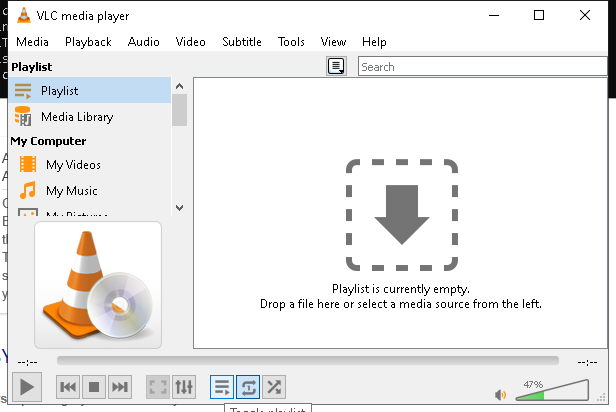 VLC media player
Media Playback Audio Video Subtitle Tools View Help
Playlist
Search
Playlist
Media Library
My Computer
My Videos
My Music
My Pictures
Playlist is currently empty.
Drop a file here or select a media source from the left.
--:-- --:--
47%
Toggle playlist